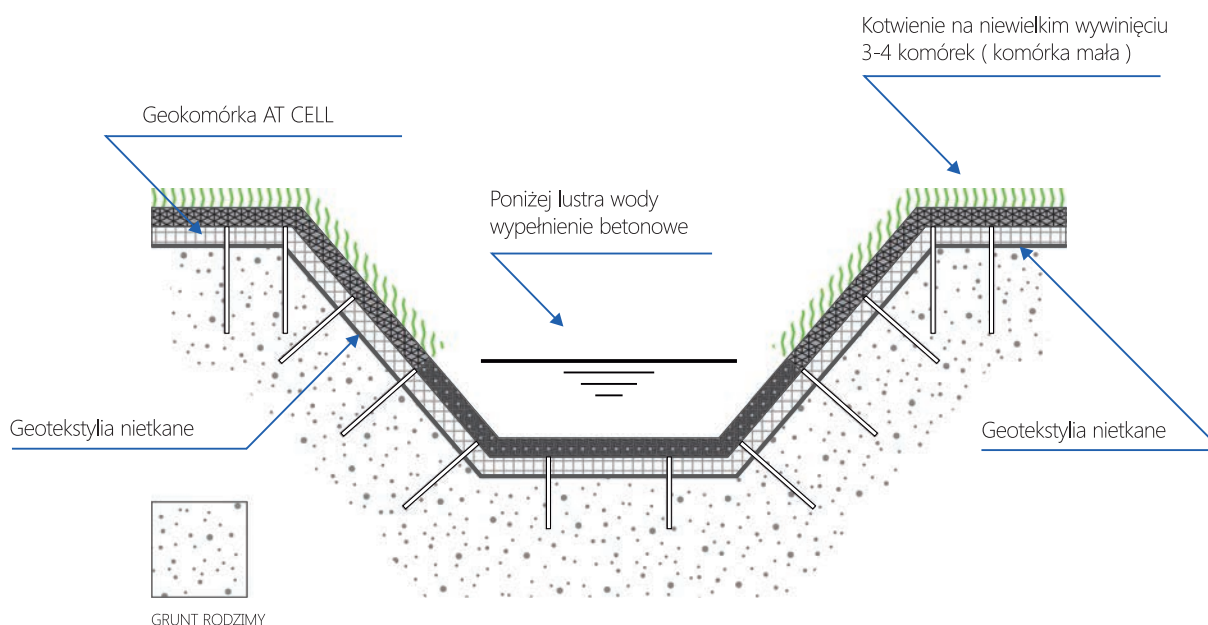 Kotwienie na niewielkim wywinięciu
3-4 komórek ( komórka mała )
Geokomórka AT CELL
Poniżej lustra wody
wypełnienie betonowe
Geotekstylia nietkane
Geotekstylia nietkane
GRUNT RODZIMY